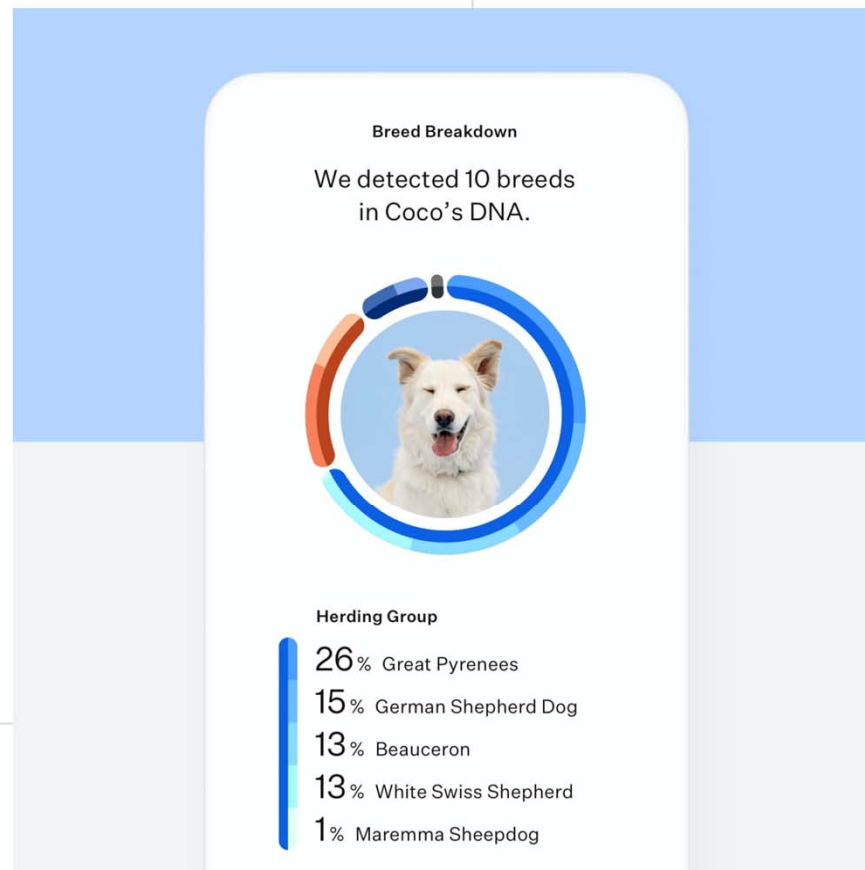 Breed Breakdown
We detected 10 breeds
in Coco’s DNA.
Herding Group
26% Great Pyrenees
15% German Shepherd Dog
13% Beauceron
13% White Swiss Shepherd
1% Maremma Sheepdog